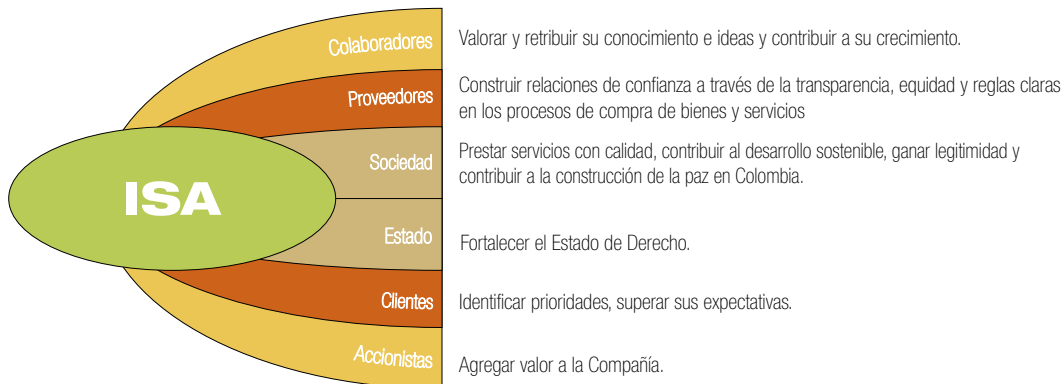 Colaboradores
Valorar y retribuir su conocimiento e ideas y contribuir a su crecimiento.
Proveedores
Construir relaciones de confianza a través de la transparencia, equidad y reglas claras
en los procesos de compra de bienes y servicios
Sociedad
Prestar servicios con calidad, contribuir al desarrollo sostenible, ganar legitimidad y
contribuir a la construcción de la paz en Colombia.
ISA
Estado
Fortalecer el Estado de Derecho.
Clientes
Identificar prioridades, superar sus expectativas.
Accionistas
Agregar valor a la Compañía.